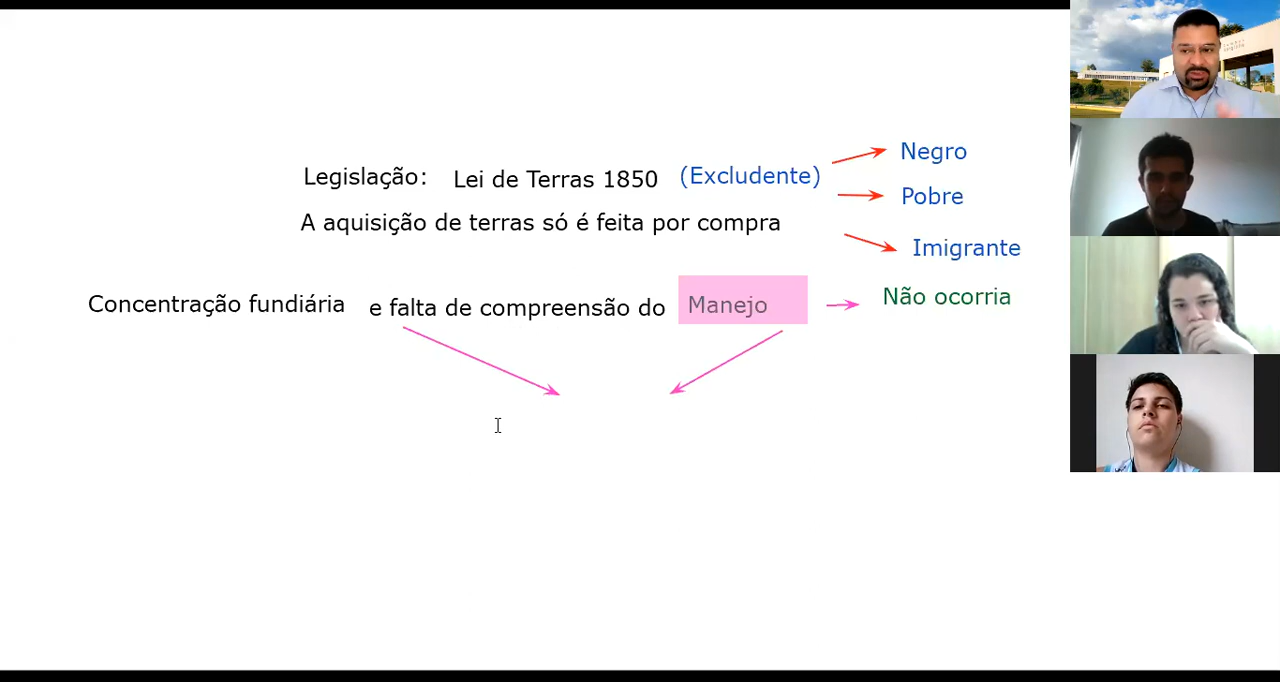 Legislação: Lei de Terras 1850 (Excludente)
Negro
Pobre
Imigrante
A aquisição de terras só é feita por compra
Concentração fundiária e falta de compreensão do Manejo
Não ocorria